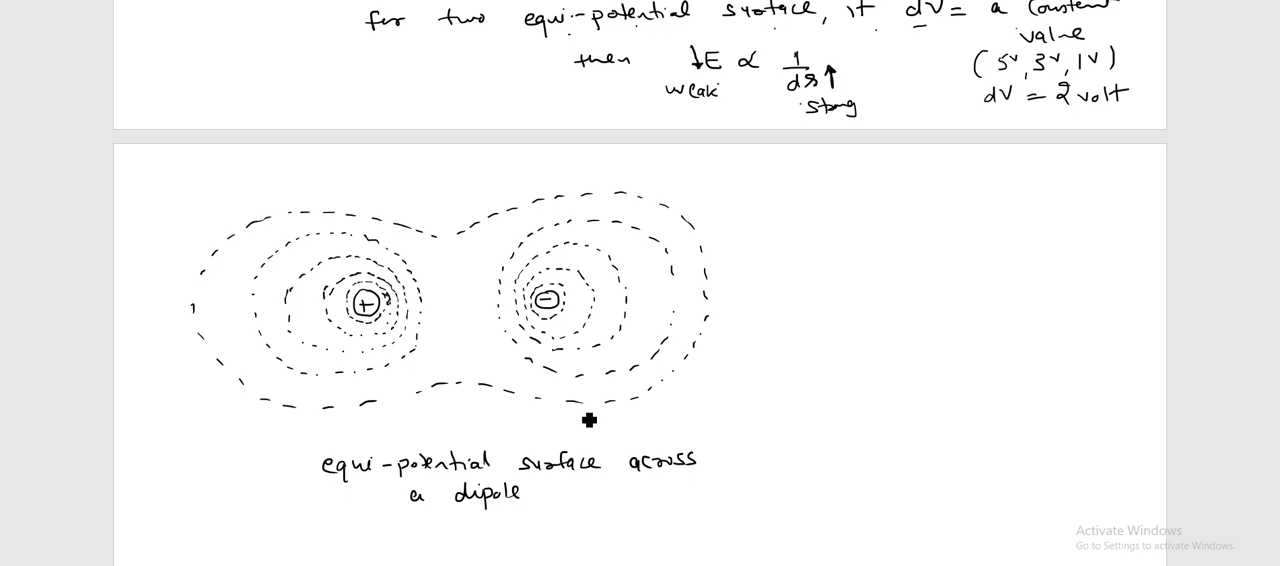 for two equi-potential surface, if dV = a constant
value
then ↓E ∝ 1/dr↑
(5v, 3v, 1v)
weak
strong
dV = 2 volt
+
−
equi-potential surface across
a dipole
Activate Windows
Go to Settings to activate Windows.